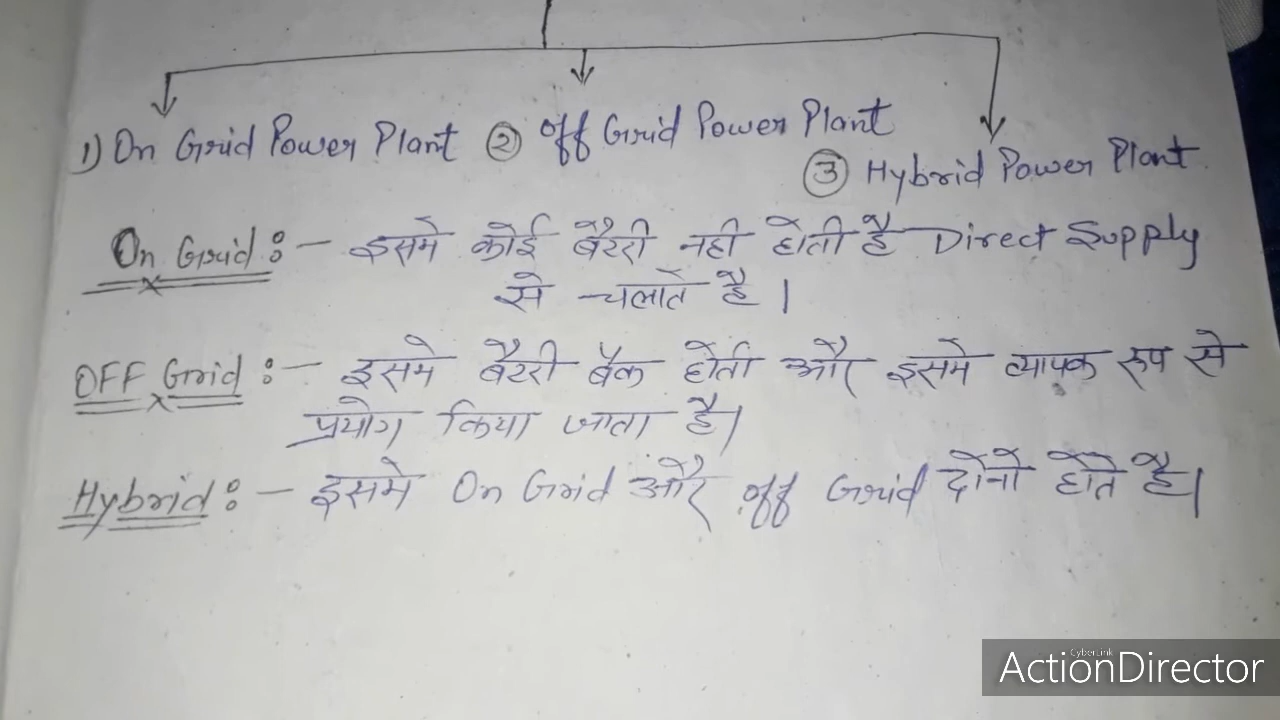 1) On Grid Power Plant ② Off Grid Power Plant
③ Hybrid Power Plant
On Grid :- इसमे कोई बैटरी नही होती है Direct Supply
से चलाते है।
OFF Grid :- इसमे बैटरी बैंक होती और इसमे व्यापक रूप से
प्रयोग किया जाता है।
Hybrid :- इसमे On Grid और off Grid दोनो होते है।
CyberLink
ActionDirector